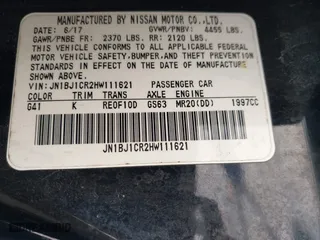 MANUFACTURED BY NISSAN MOTOR CO.,LTD.
DATE: 6/17 GVWR/PNBV: 4455 LBS.
GAWR/PNBE FR: 2370 LBS. RR: 2120 LBS.
THIS VEHICLE CONFORMS TO ALL APPLICABLE FEDERAL
MOTOR VEHICLE SAFETY,BUMPER,AND THEFT PREVENTION
STANDARDS IN EFFECT ON THE DATE OF MANUFACTURE
SHOWN ABOVE.
VIN: JN1BJ1CR2HW111621 PASSENGER CAR
COLOR TRIM TRANS AXLE ENGINE
G41 K RE0F10D GS63 MR20(DD) 1997CC
JN1BJ1CR2HW111621